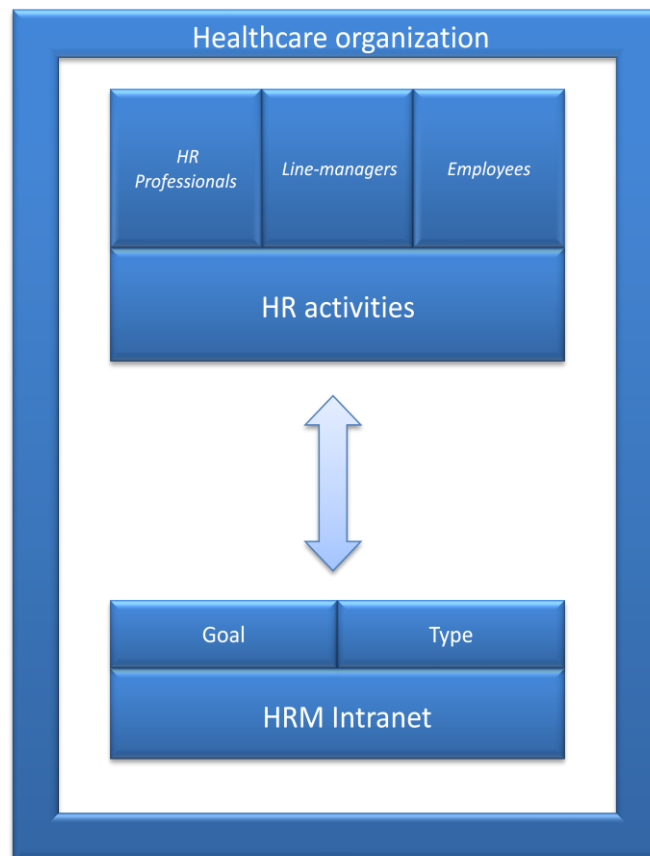 Healthcare organization
HR
Professionals
Line-managers
Employees
HR activities
Goal
Type
HRM Intranet